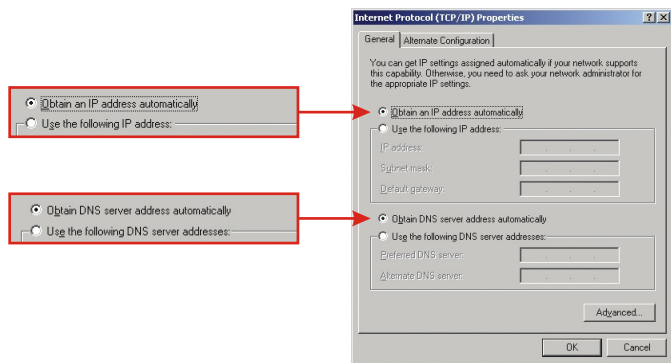 Internet Protocol (TCP/IP) Properties
General Alternate Configuration
You can get IP settings assigned automatically if your network supports
this capability. Otherwise, you need to ask your network administrator for
the appropriate IP settings.
Obtain an IP address automatically
Use the following IP address:
Obtain an IP address automatically
Use the following IP address:
IP address:
Subnet mask:
Default gateway:
Obtain DNS server address automatically
Use the following DNS server addresses:
Obtain DNS server address automatically
Use the following DNS server addresses:
Preferred DNS server:
Alternate DNS server:
Advanced...
OK Cancel